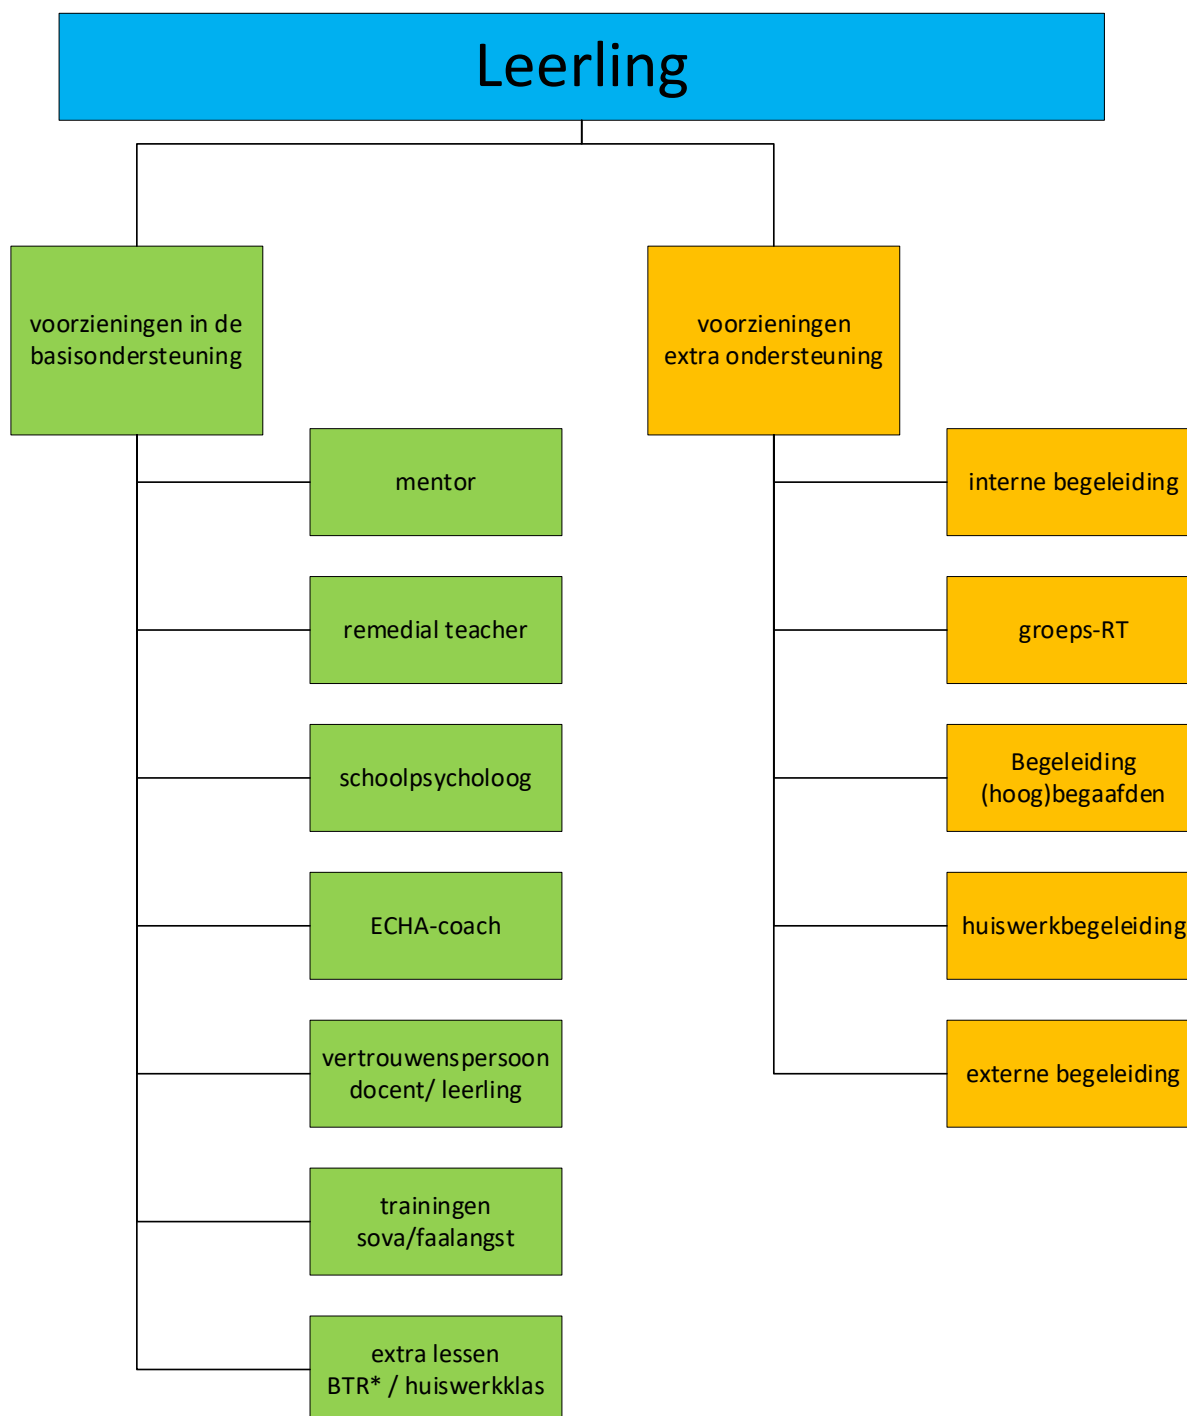 Leerling
voorzieningen in de
basisondersteuning
mentor
remedial teacher
schoolpsycholoog
ECHA-coach
vertrouwenspersoon
docent/ leerling
trainingen
sova/faalangst
extra lessen
BTR* / huiswerkklas
voorzieningen
extra ondersteuning
interne begeleiding
groeps-RT
Begeleiding
(hoog)begaafden
huiswerkbegeleiding
externe begeleiding